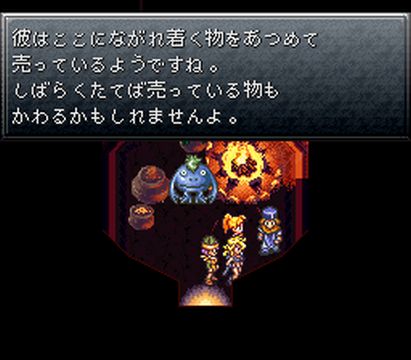 彼はここにながれ着く物をあつめて
売っているようですね。
しばらくたてば売っている物も
かわるかもしれませんよ。